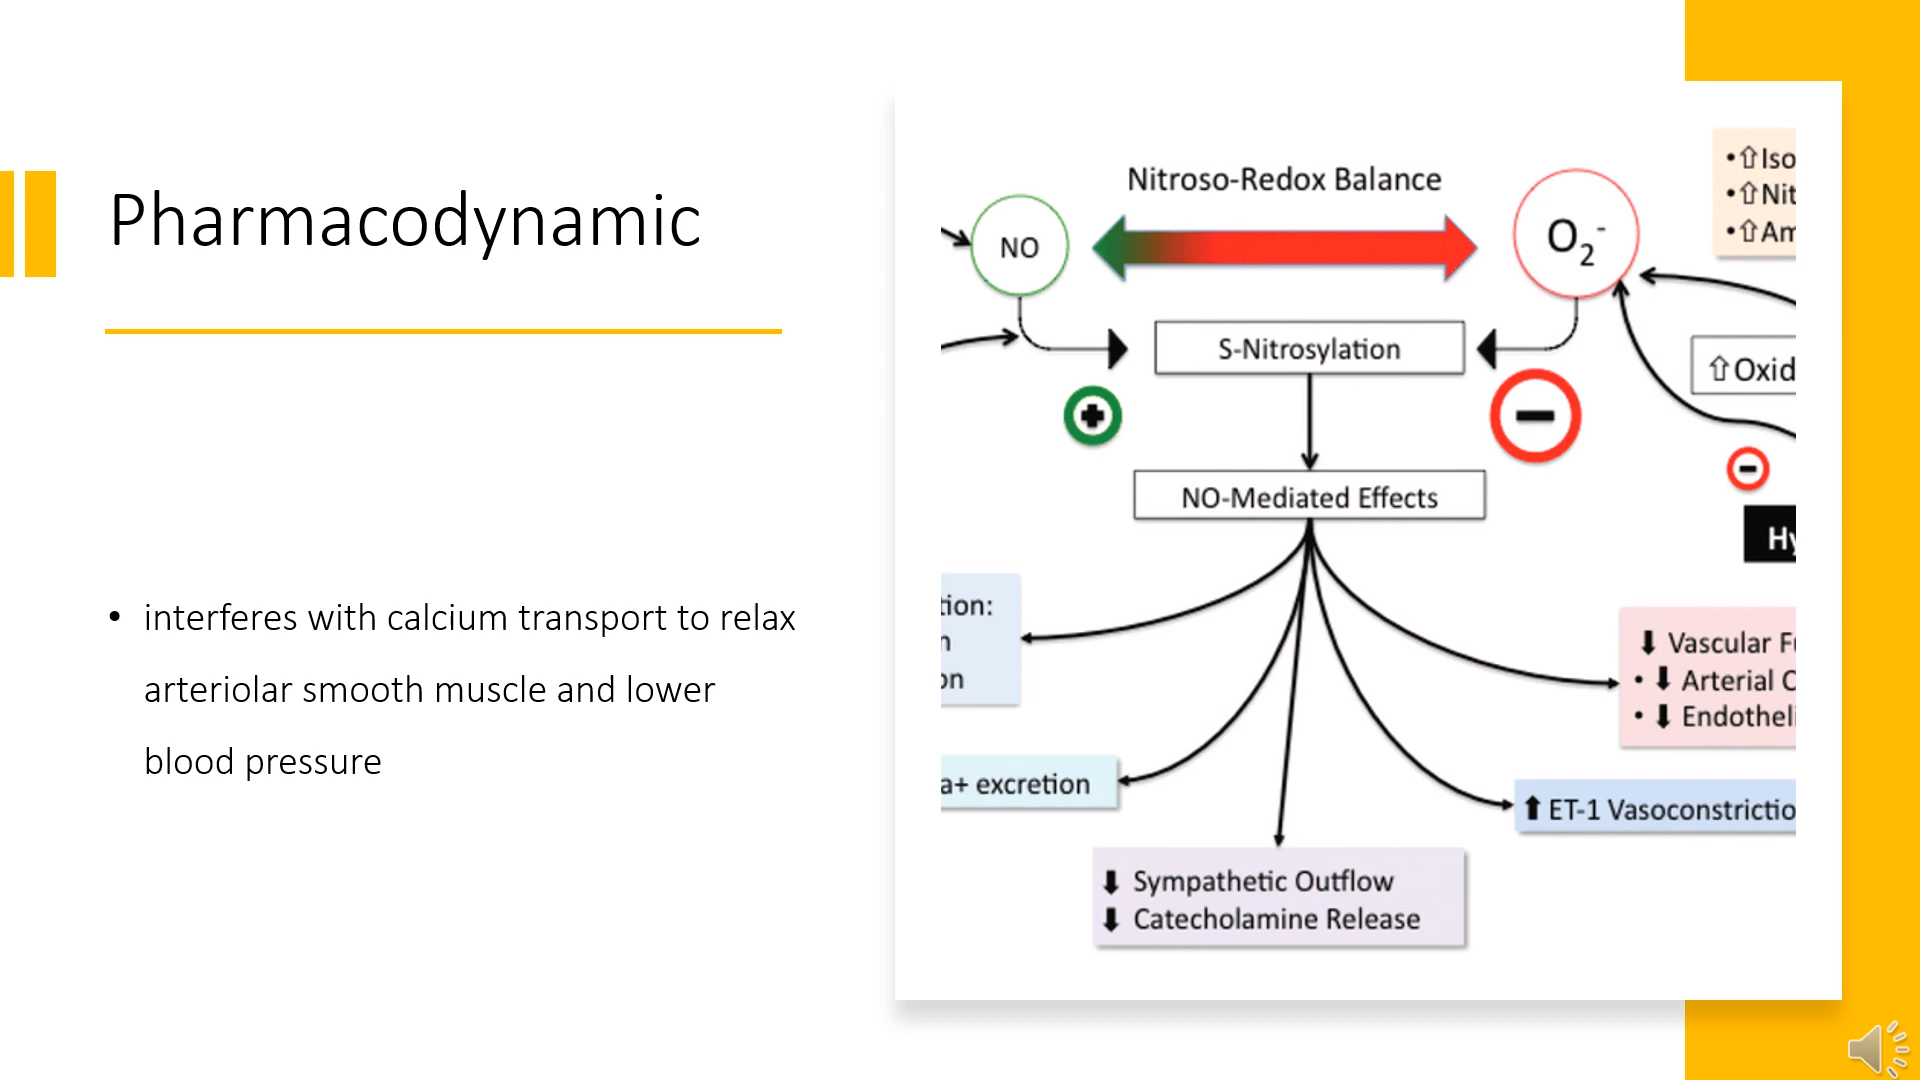 Pharmacodynamic
• interferes with calcium transport to relax
arteriolar smooth muscle and lower
blood pressure
Nitroso-Redox Balance
NO
O₂⁻
•⇧Iso
•⇧Nit
•⇧Am
S-Nitrosylation
⇧Oxid
NO-Mediated Effects
Hy
tion:
n
on
a+ excretion
⬇ Vascular Fu
• ⬇ Arterial C
• ⬇ Endotheli
⬆ ET-1 Vasoconstrictio
⬇ Sympathetic Outflow
⬇ Catecholamine Release